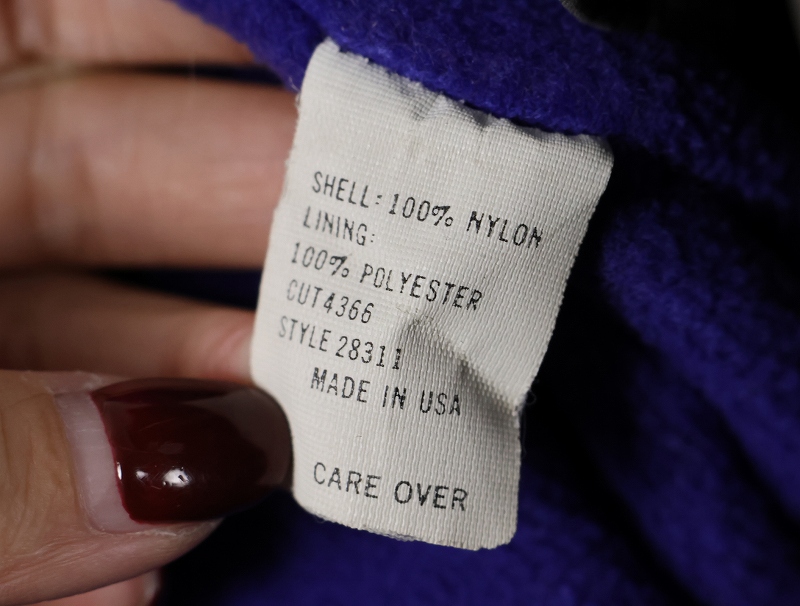 SHELL: 100% NYLON
LINING:
100% POLYESTER
CUT4366
STYLE 28311
MADE IN USA
CARE OVER